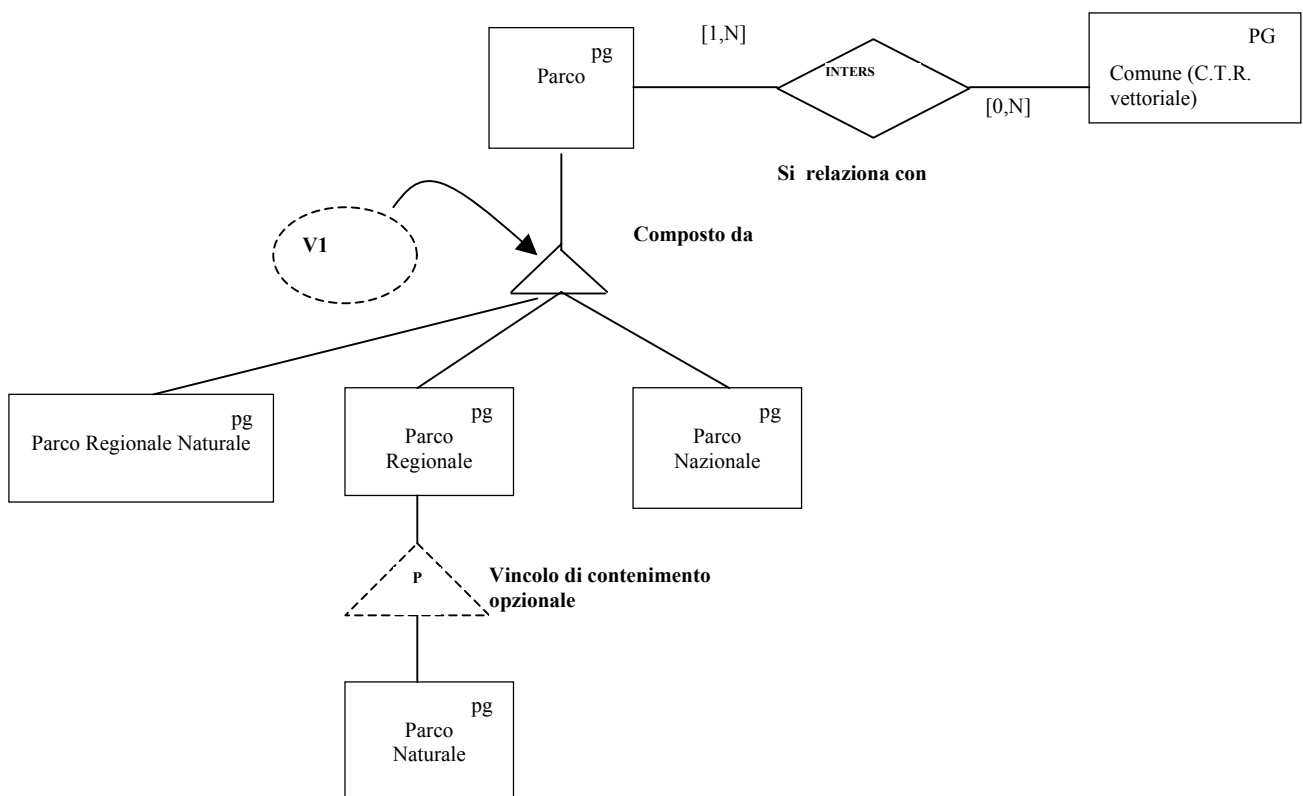 pg
Parco
[1,N]
INTERS
[0,N]
PG
Comune (C.T.R.
vettoriale)
Si relaziona con
V1
Composto da
pg
Parco Regionale Naturale
pg
Parco
Regionale
pg
Parco
Nazionale
P
Vincolo di contenimento
opzionale
pg
Parco
Naturale